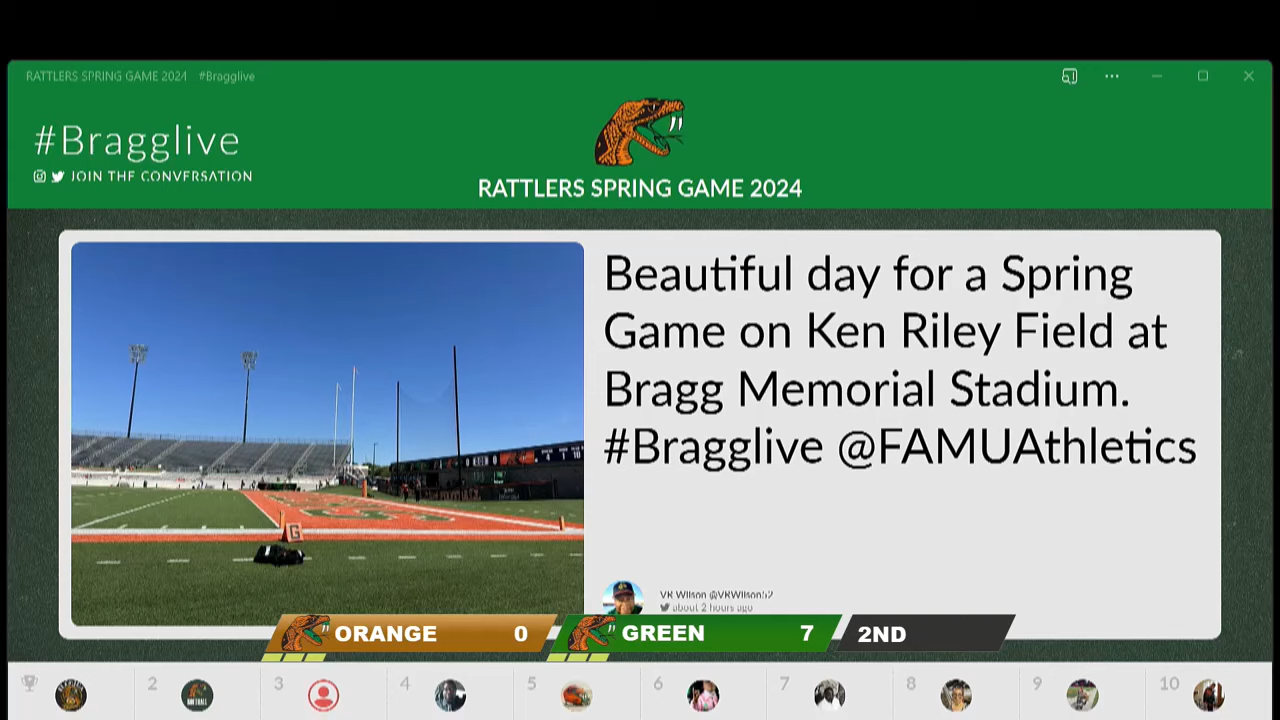 RATTLERS SPRING GAME 2024 #Bragglive
#Bragglive
JOIN THE CONVERSATION
RATTLERS SPRING GAME 2024
Beautiful day for a Spring
Game on Ken Riley Field at
Bragg Memorial Stadium.
#Bragglive @FAMUAthletics
G
VR Wilson @VRWilson52
about 2 hours ago
ORANGE 0 GREEN 7 2ND
2 3 4 5 6 7 8 9 10